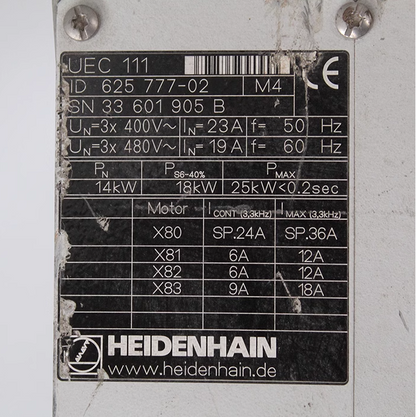 UEC 111
ID 625 777-02 M4
SN 33 601 905 B
CE
UN=3x 400V~ IN=23A f= 50 Hz
UN=3x 480V~ IN=19A f= 60 Hz
PN PS6-40% PMAX
14kW 18kW 25kW<0.2sec
Motor ICONT (3,3kHz) IMAX (3,3kHz)
X80 SP.24A SP.36A
X81 6A 12A
X82 6A 12A
X83 9A 18A
HEIDENHAIN
www.heidenhain.de